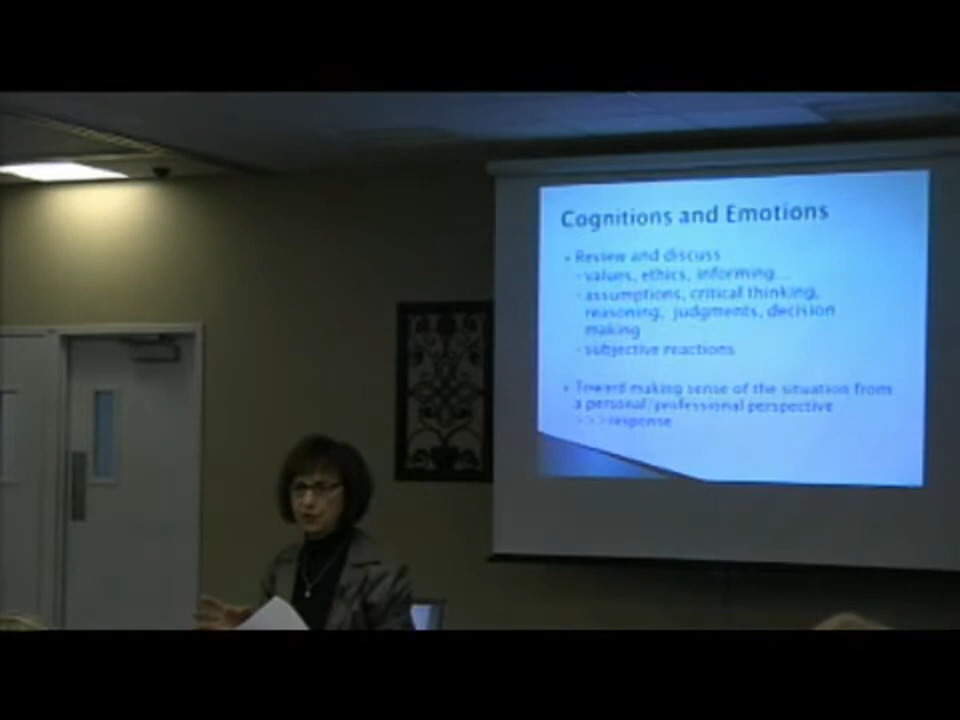 Cognitions and Emotions
• Review and discuss
- values, ethics, informing...
- assumptions, critical thinking,
reasoning, judgments, decision
making
- subjective reactions
• Toward making sense of the situation from
a personal/professional perspective
>>>response